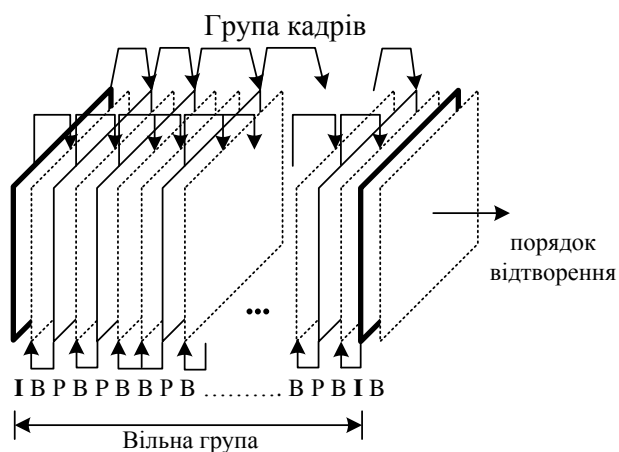 Група кадрів
порядок
відтворення
...
I B P B P B B P B .......... B P B I B
Вільна група